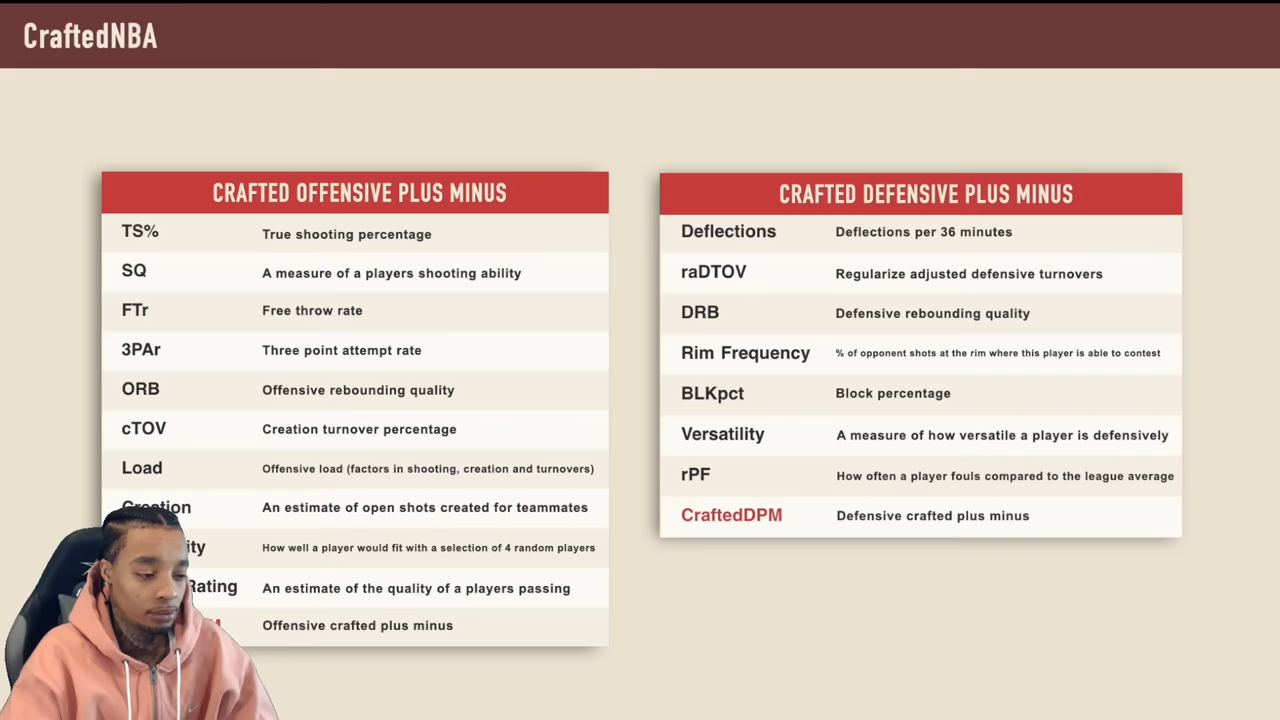 CraftedNBA
CRAFTED OFFENSIVE PLUS MINUS
TS% True shooting percentage
SQ A measure of a players shooting ability
FTr Free throw rate
3PAr Three point attempt rate
ORB Offensive rebounding quality
cTOV Creation turnover percentage
Load Offensive load (factors in shooting, creation and turnovers)
Creation An estimate of open shots created for teammates
ity How well a player would fit with a selection of 4 random players
Rating An estimate of the quality of a players passing
Offensive crafted plus minus
CRAFTED DEFENSIVE PLUS MINUS
Deflections Deflections per 36 minutes
raDTOV Regularize adjusted defensive turnovers
DRB Defensive rebounding quality
Rim Frequency % of opponent shots at the rim where this player is able to contest
BLKpct Block percentage
Versatility A measure of how versatile a player is defensively
rPF How often a player fouls compared to the league average
CraftedDPM Defensive crafted plus minus